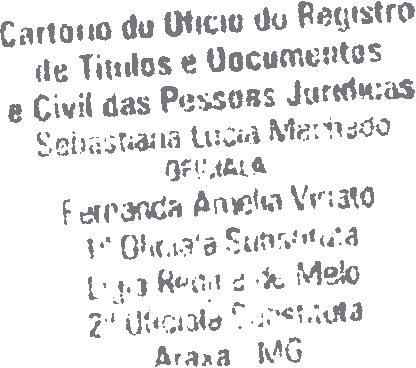 Cartorio do Oficio do Registro
de Titulos e Documentos
e Civil das Pessoas Juridicas
Sebastiana Lucia Machado
OFICIALA
Fernanda Amelia Viriato
1ª Oficiala Substituta
Regina de Melo
2ª Oficiala Substituta
Araxa MG